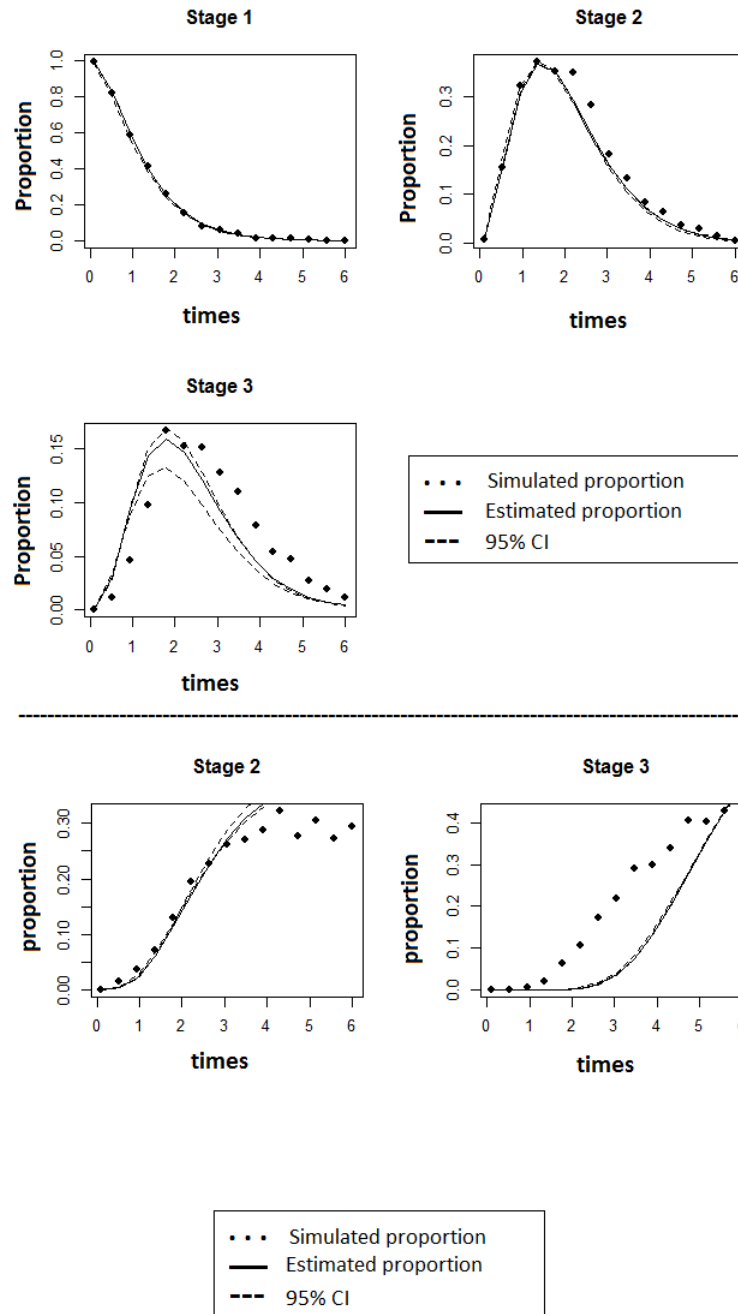 Stage 1
Stage 2
Proportion
0.0 0.2 0.4 0.6 0.8 1.0
0 1 2 3 4 5 6
times
Proportion
0.0 0.1 0.2 0.3
0 1 2 3 4 5 6
times
Stage 3
Proportion
0.00 0.05 0.10 0.15
0 1 2 3 4 5 6
times
Simulated proportion
Estimated proportion
95% CI
Stage 2
Stage 3
proportion
0.00 0.10 0.20 0.30
0 1 2 3 4 5 6
times
proportion
0.0 0.1 0.2 0.3 0.4
0 1 2 3 4 5
times
Simulated proportion
Estimated proportion
95% CI